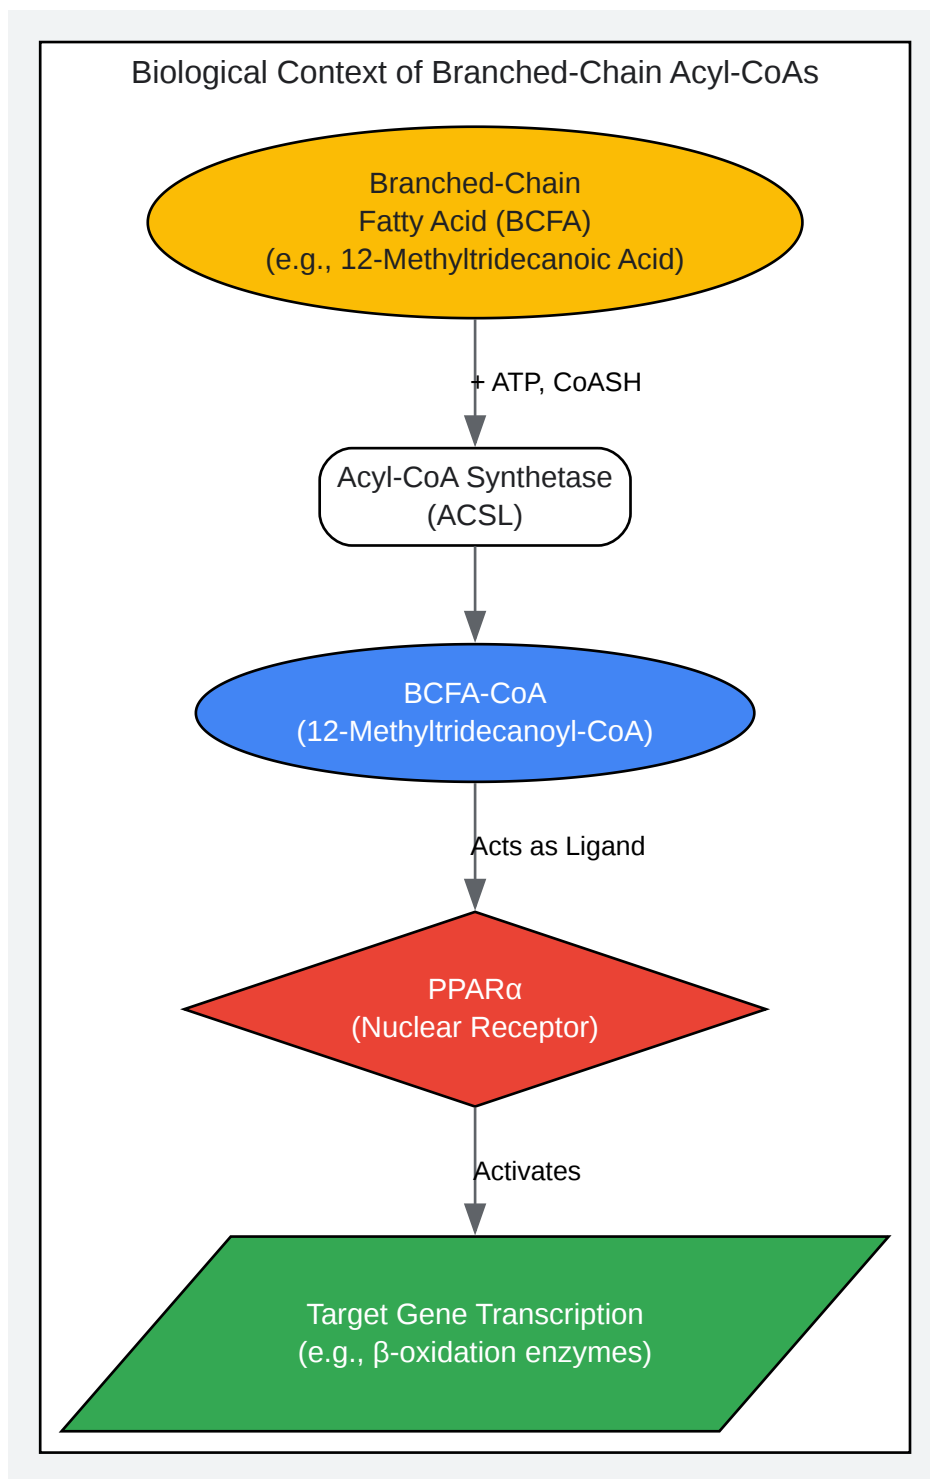 Biological Context of Branched-Chain Acyl-CoAs
Branched-Chain
Fatty Acid (BCFA)
(e.g., 12-Methyltridecanoic Acid)
+ ATP, CoASH
Acyl-CoA Synthetase
(ACSL)
BCFA-CoA
(12-Methyltridecanoyl-CoA)
Acts as Ligand
PPARα
(Nuclear Receptor)
Activates
Target Gene Transcription
(e.g., β-oxidation enzymes)